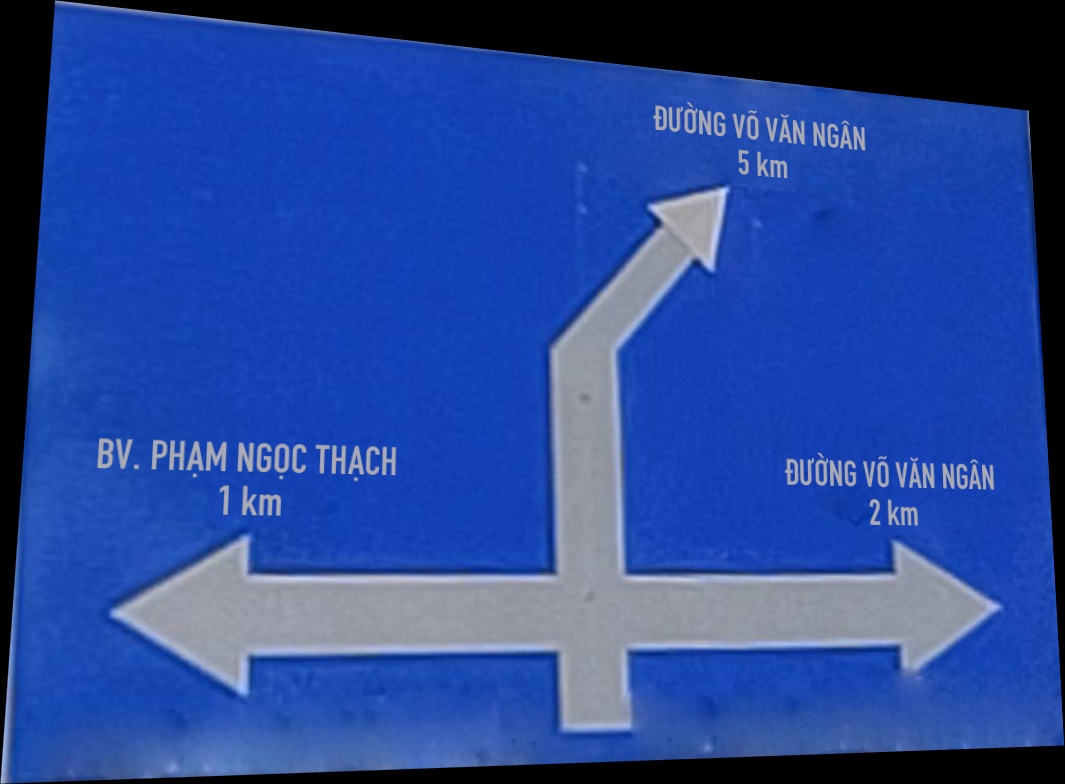 ĐƯỜNG VÕ VĂN NGÂN
5 km
BV. PHẠM NGỌC THẠCH
1 km
ĐƯỜNG VÕ VĂN NGÂN
2 km